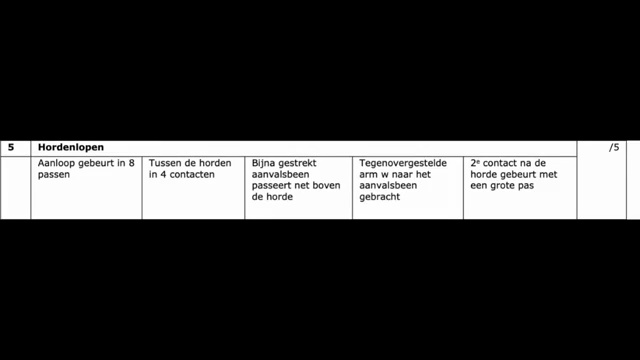 5 Hordenlopen /5
Aanloop gebeurt in 8
passen
Tussen de horden
in 4 contacten
Bijna gestrekt
aanvalsbeen
passeert net boven
de horde
Tegenovergestelde
arm w naar het
aanvalsbeen
gebracht
2e contact na de
horde gebeurt met
een grote pas